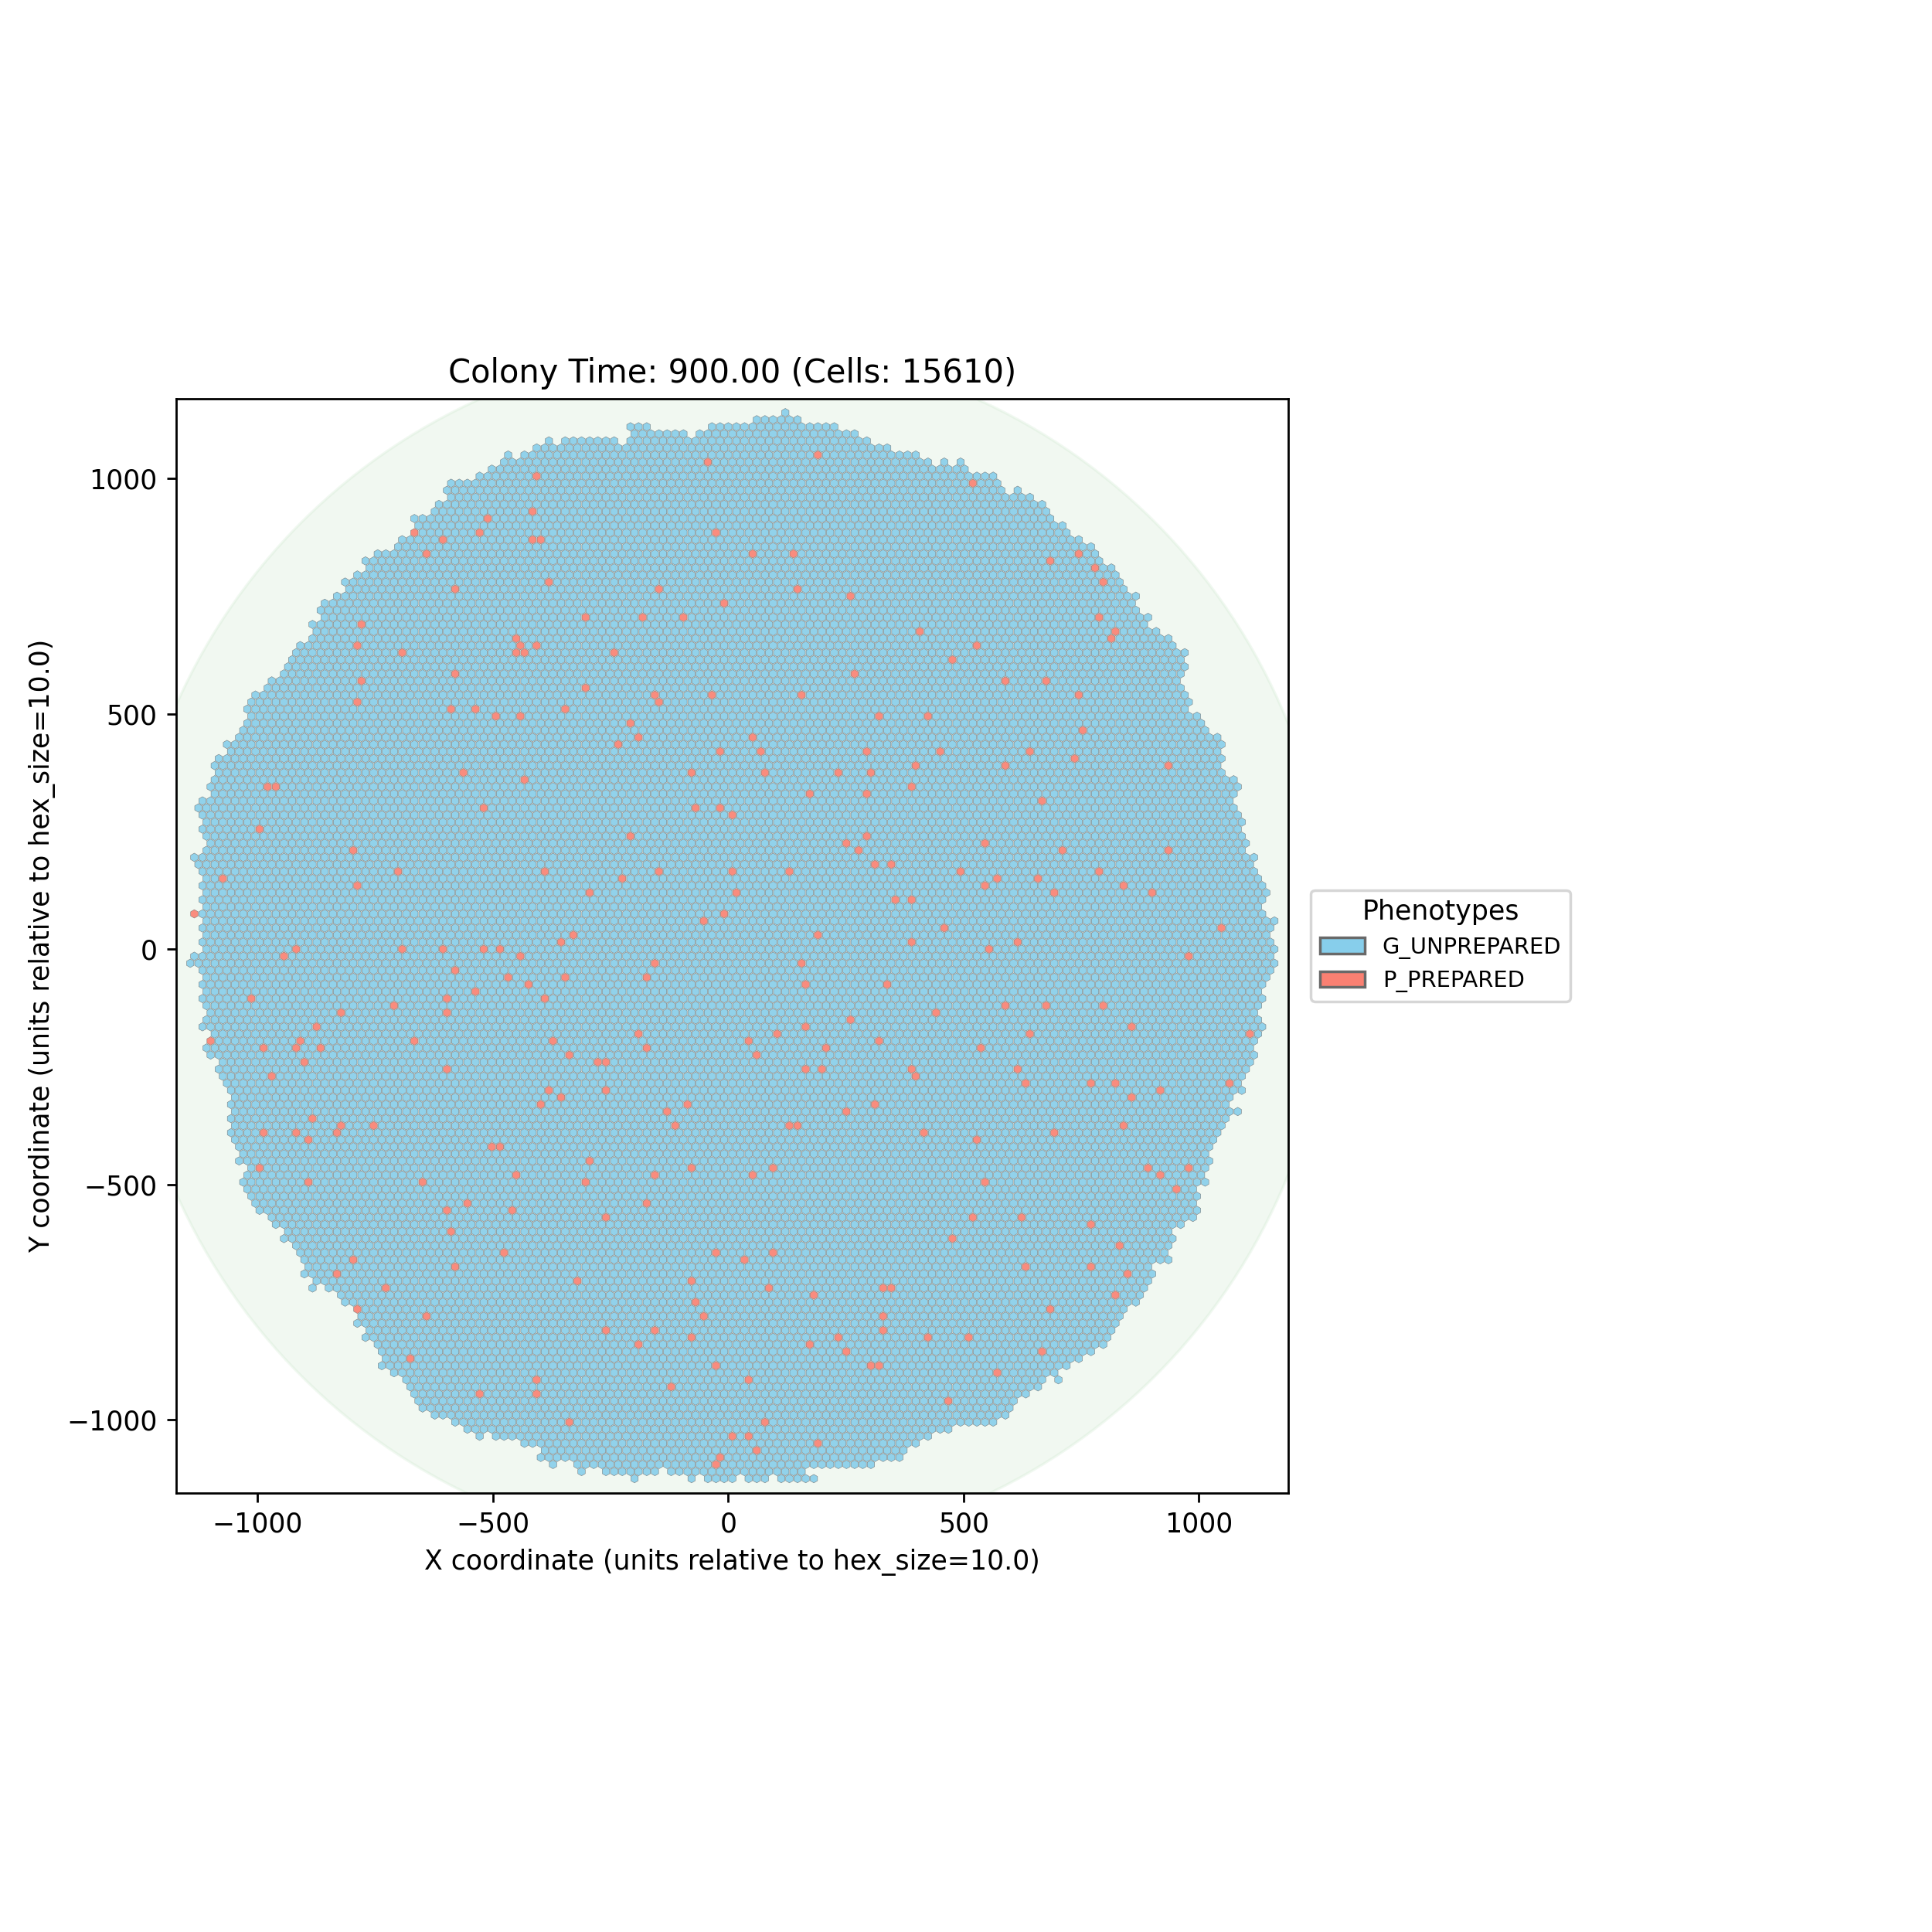 Colony Time: 900.00 (Cells: 15610)
Y coordinate (units relative to hex_size=10.0)
1000
500
0
−500
−1000
−1000
−500
0
500
1000
X coordinate (units relative to hex_size=10.0)
Phenotypes
G_UNPREPARED
P_PREPARED